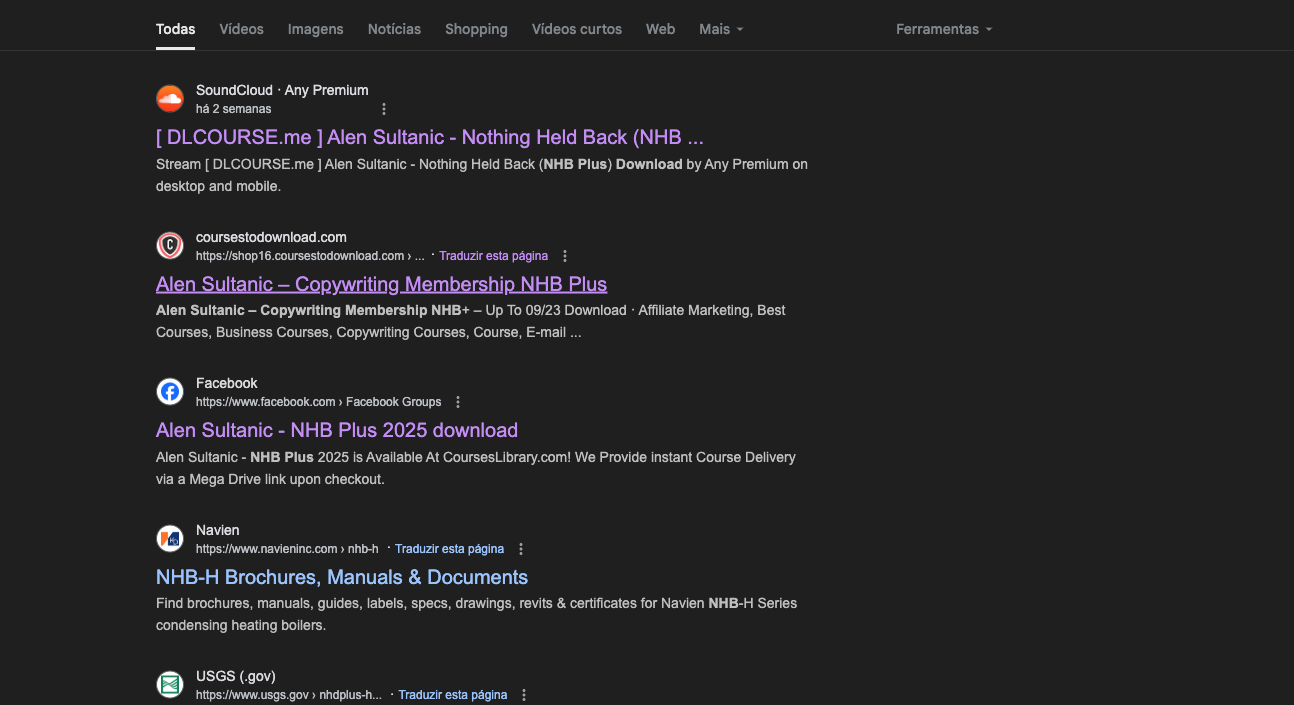 Todas Vídeos Imagens Notícias Shopping Vídeos curtos Web Mais Ferramentas
SoundCloud · Any Premium
há 2 semanas
[ DLCOURSE.me ] Alen Sultanic - Nothing Held Back (NHB ...
Stream [ DLCOURSE.me ] Alen Sultanic - Nothing Held Back (NHB Plus) Download by Any Premium on
desktop and mobile.
coursestodownload.com
https://shop16.coursestodownload.com › ... · Traduzir esta página
Alen Sultanic – Copywriting Membership NHB Plus
Alen Sultanic – Copywriting Membership NHB+ – Up To 09/23 Download · Affiliate Marketing, Best
Courses, Business Courses, Copywriting Courses, Course, E-mail ...
Facebook
https://www.facebook.com › Facebook Groups
Alen Sultanic - NHB Plus 2025 download
Alen Sultanic - NHB Plus 2025 is Available At CoursesLibrary.com! We Provide instant Course Delivery
via a Mega Drive link upon checkout.
Navien
https://www.navieninc.com › nhb-h · Traduzir esta página
NHB-H Brochures, Manuals & Documents
Find brochures, manuals, guides, labels, specs, drawings, revits & certificates for Navien NHB-H Series
condensing heating boilers.
USGS (.gov)
https://www.usgs.gov › nhdplus-h... · Traduzir esta página